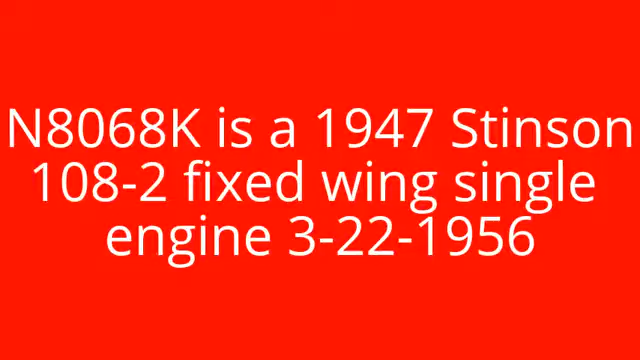 N8068K is a 1947 Stinson
108-2 fixed wing single
engine 3-22-1956